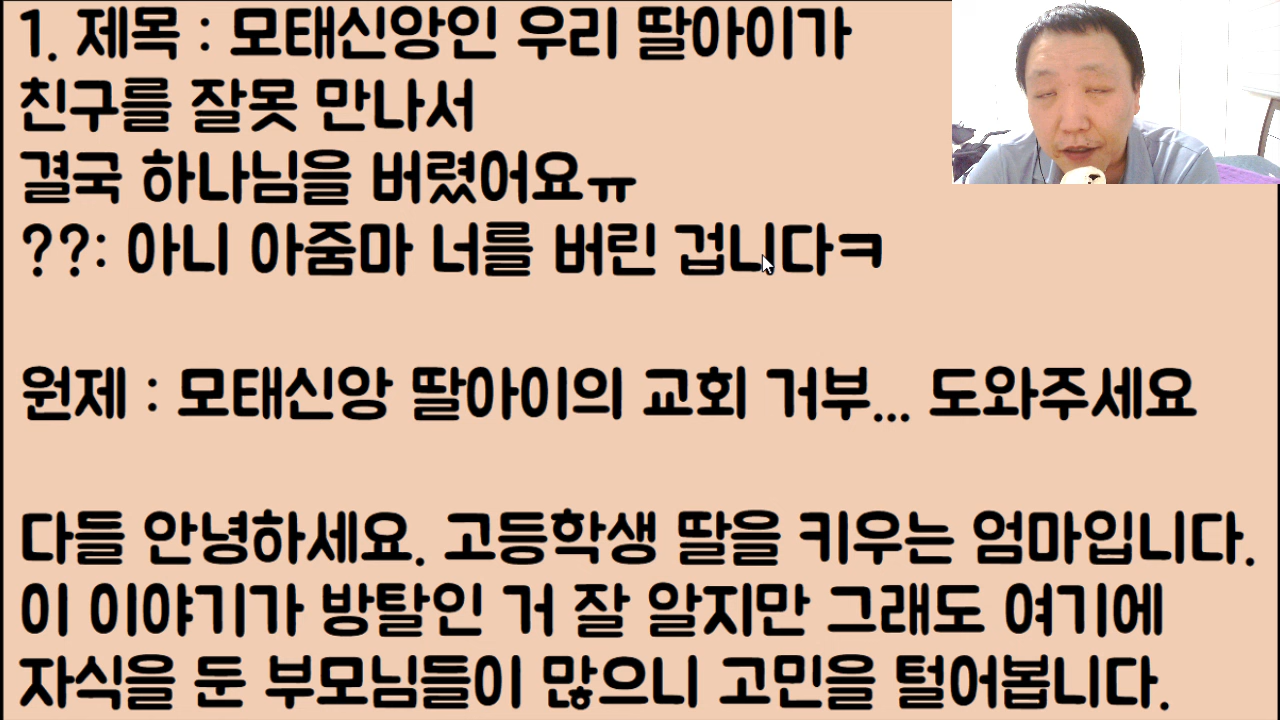 1. 제목 : 모태신앙인 우리 딸아이가
친구를 잘못 만나서
결국 하나님을 버렸어요ㅠ
??: 아니 아줌마 너를 버린 겁니다ㅋ
원제 : 모태신앙 딸아이의 교회 거부... 도와주세요
다들 안녕하세요. 고등학생 딸을 키우는 엄마입니다.
이 이야기가 방탈인 거 잘 알지만 그래도 여기에
자식을 둔 부모님들이 많으니 고민을 털어봅니다.